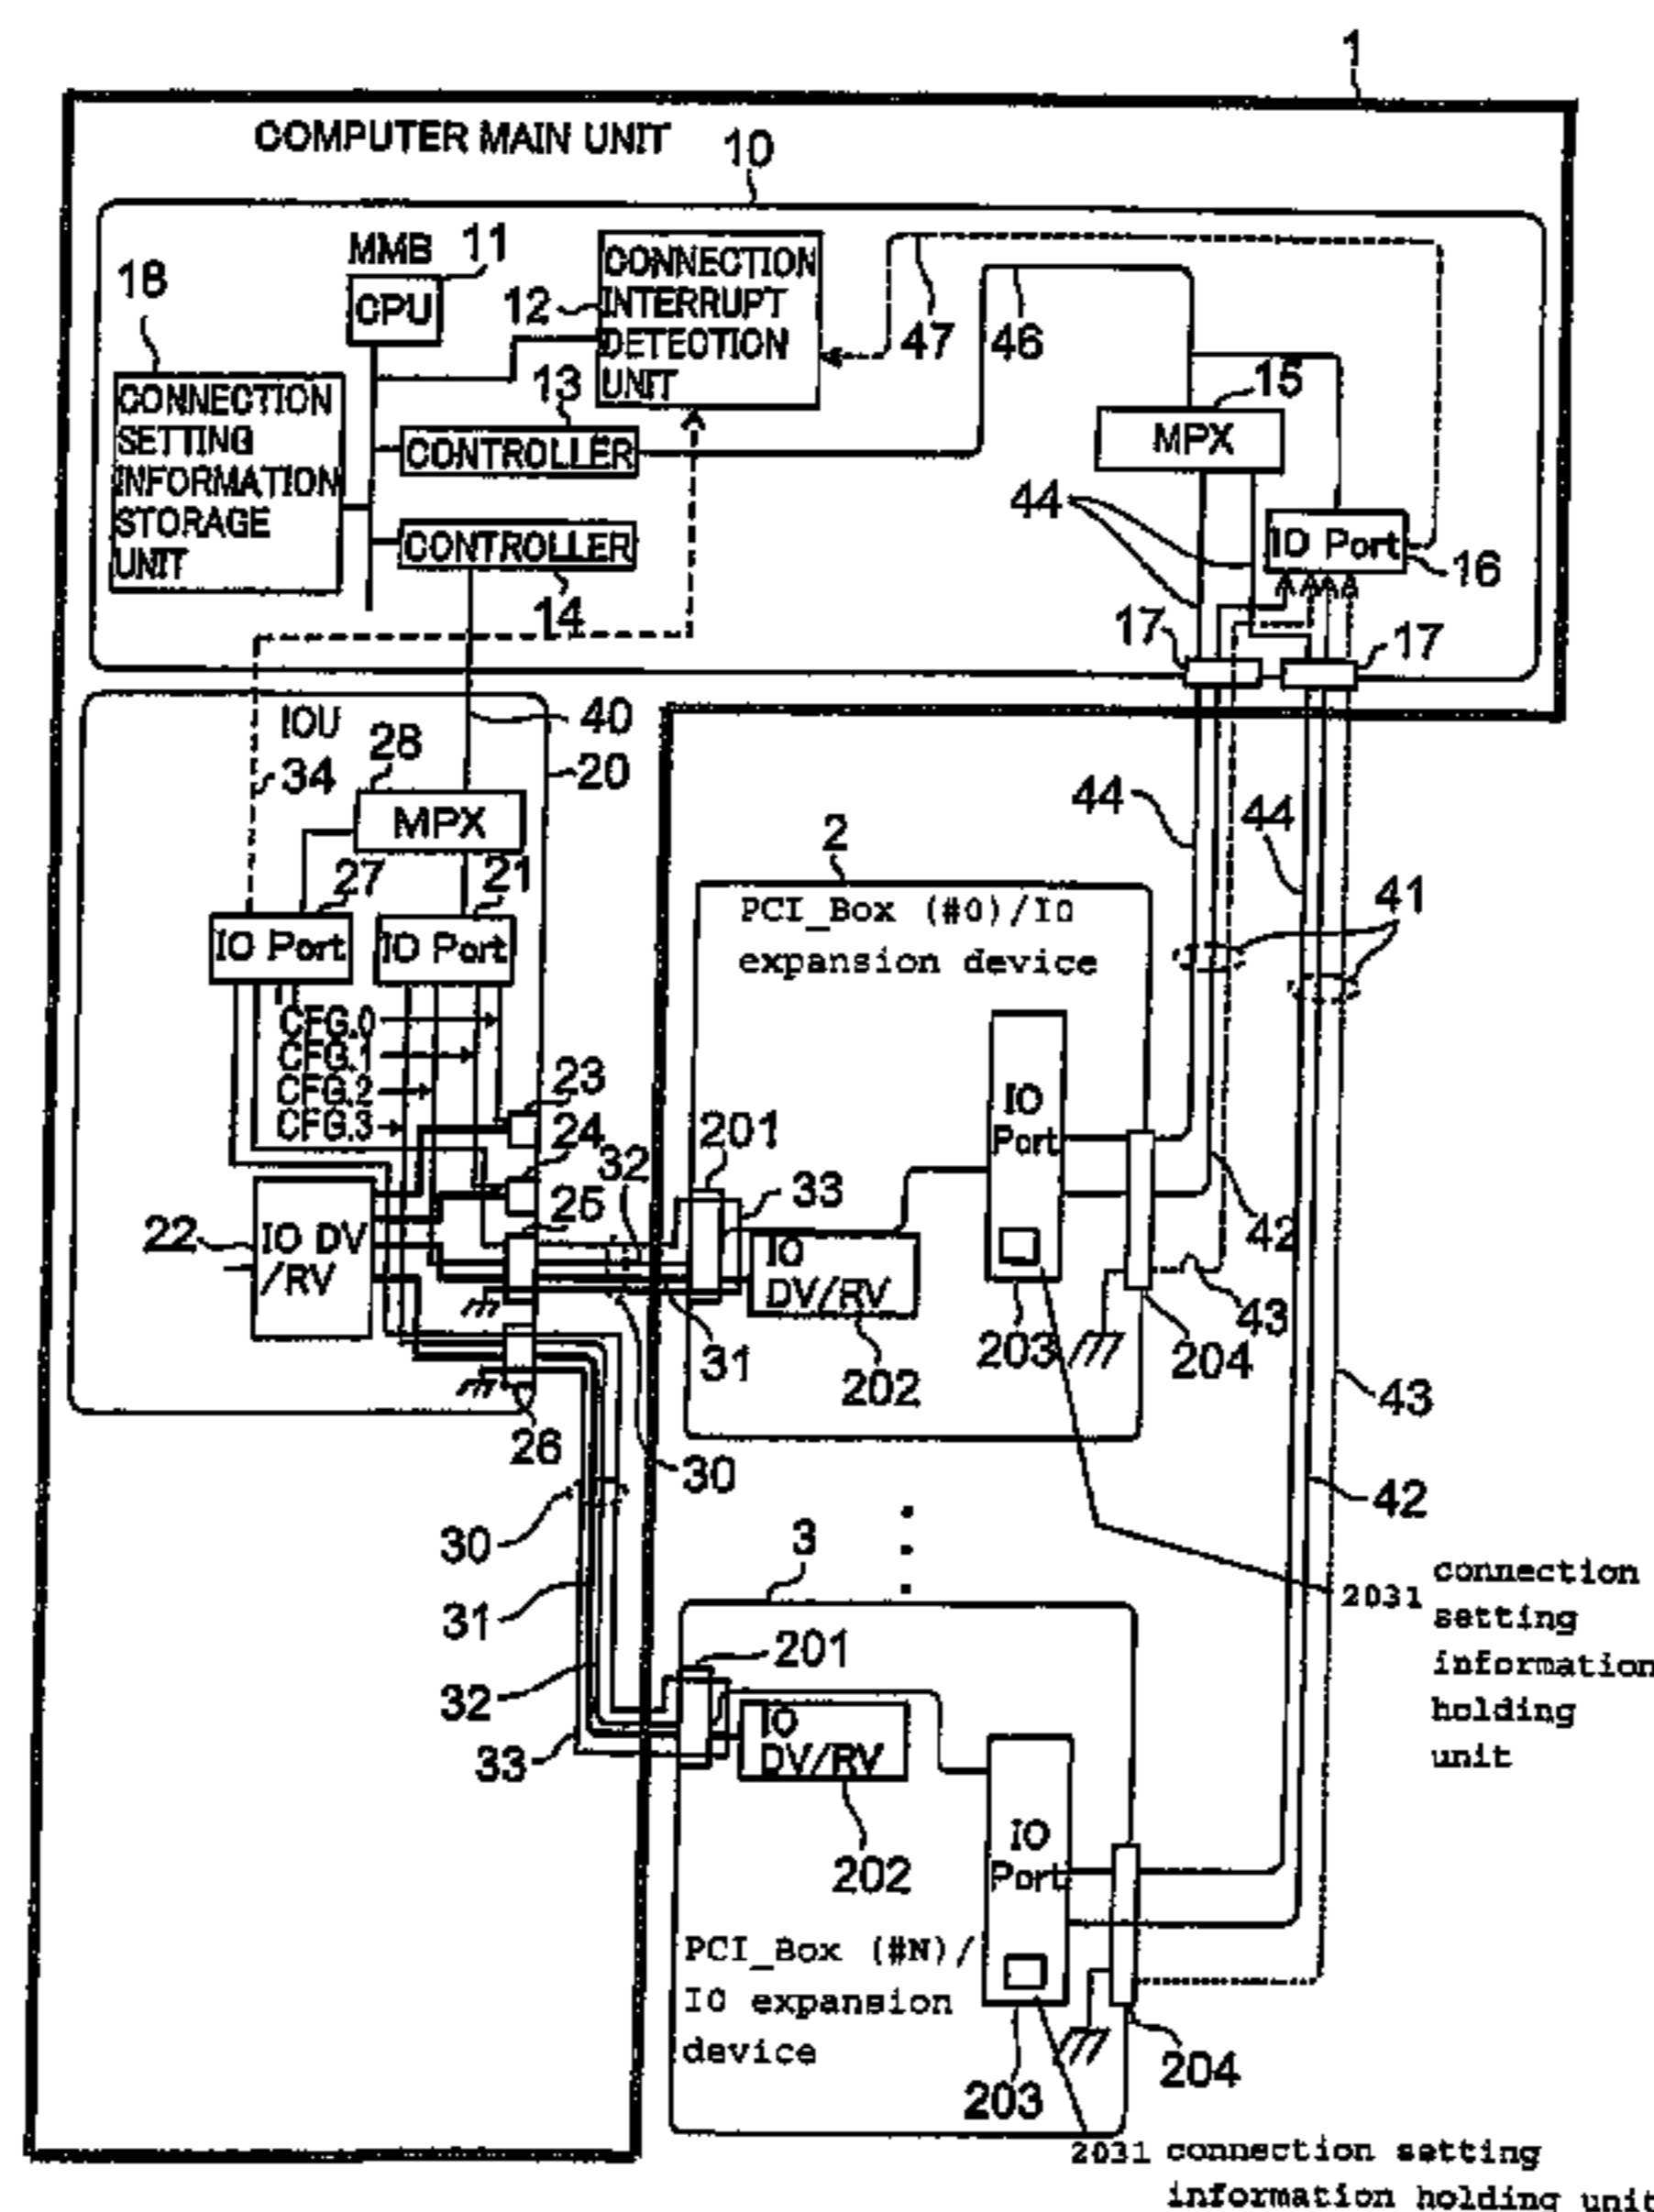 1
COMPUTER MAIN UNIT
10
MMB
11
18
CPU
12
CONNECTION
INTERRUPT
DETECTION
UNIT
47
46
15
CONNECTION
SETTING
INFORMATION
STORAGE
UNIT
13
CONTROLLER
MPX
44
CONTROLLER
14
IO Port
16
17
17
IOU
40
34
28
20
MPX
44
44
2
27
21
41
IO Port
IO Port
PCI_Box (#0)/IO
expansion device
CFG.0
CFG.1
CFG.2
CFG.3
23
24
32
201
IO
Port
33
25
22
IO DV
/RV
IO
DV/RV
42
43
31
203
204
202
43
26
30
42
30
3
31
2031
connection
setting
information
holding
unit
201
32
33
IO
DV/RV
202
IO
Port
PCI_Box (#N)/
IO expansion
device
203
204
2031 connection setting
information holding unit